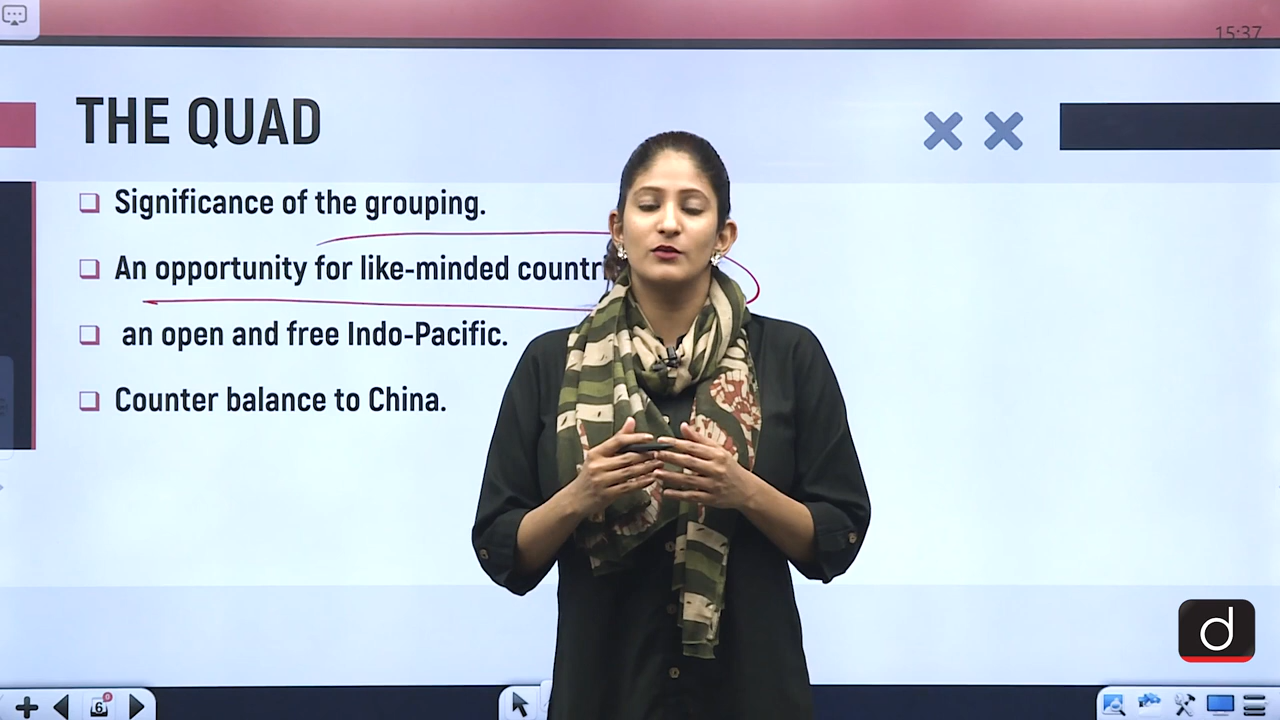 15:37
THE QUAD
Significance of the grouping.
An opportunity for like-minded
an open and free Indo-Pacific.
Counter balance to China.
6
d